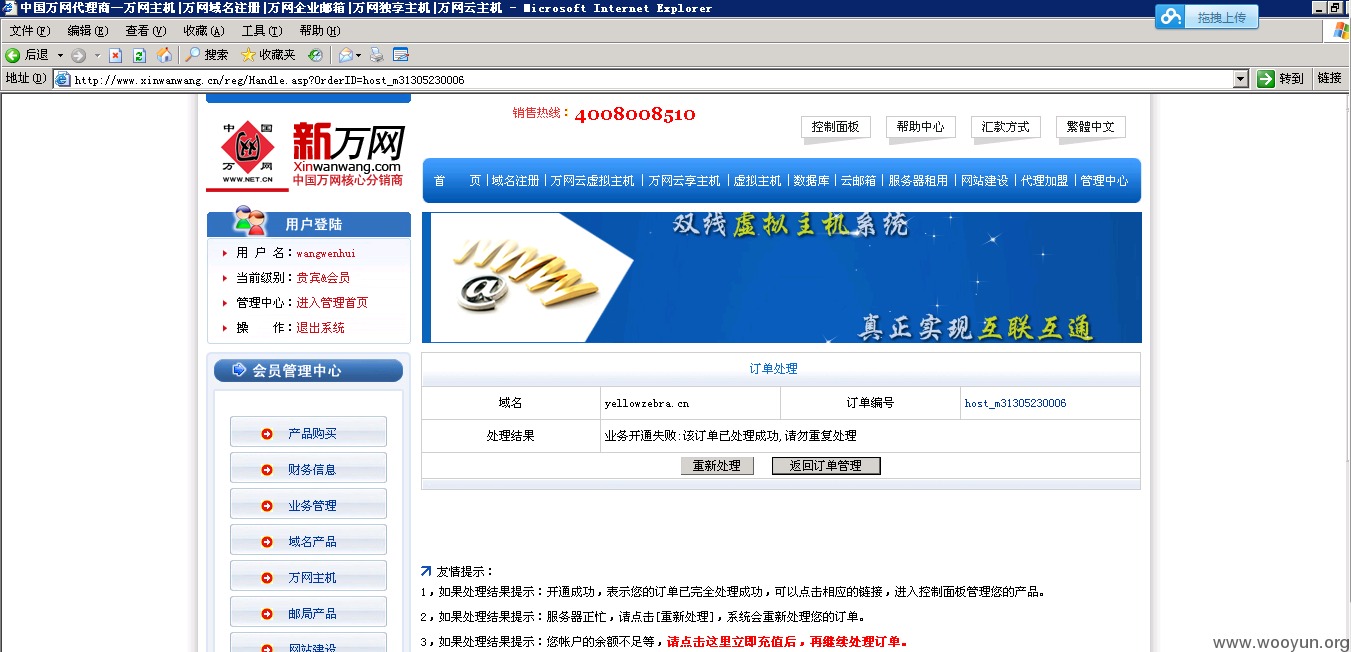 中国万网代理商—万网主机|万网域名注册|万网企业邮箱|万网独享主机|万网云主机 - Microsoft Internet Explorer
文件(F) 编辑(E) 查看(V) 收藏(A) 工具(T) 帮助(H)
拖拽上传
后退 搜索 收藏夹
地址(D) http://www.xinwanwang.cn/reg/Handle.asp?OrderID=host_m31305230006 转到 链接
销售热线：4008008510
控制面板 帮助中心 汇款方式 繁體中文
中 国 万 网
WWW.NET.CN
新万网
Xinwanwang.com
中国万网核心分销商
首 页|域名注册|万网云虚拟主机|万网云享主机|虚拟主机|数据库|云邮箱|服务器租用|网站建设|代理加盟|管理中心
用户登陆
用 户 名：wangwenhui
当前级别：贵宾&会员
管理中心：进入管理首页
操 作：退出系统
双线虚拟主机系统
真正实现互联互通
会员管理中心
产品购买
财务信息
业务管理
域名产品
万网主机
邮局产品
网站建设
订单处理
域名 yellowzebra.cn 订单编号 host_m31305230006
处理结果 业务开通失败:该订单已处理成功,请勿重复处理
重新处理 返回订单管理
友情提示：
1，如果处理结果提示：开通成功，表示您的订单已完全处理成功，可以点击相应的链接，进入控制面板管理您的产品。
2，如果处理结果提示：服务器正忙，请点击[重新处理]，系统会重新处理您的订单。
3，如果处理结果提示：您帐户的余额不足等，请点击这里立即充值后，再继续处理订单。
www.wooyun.org